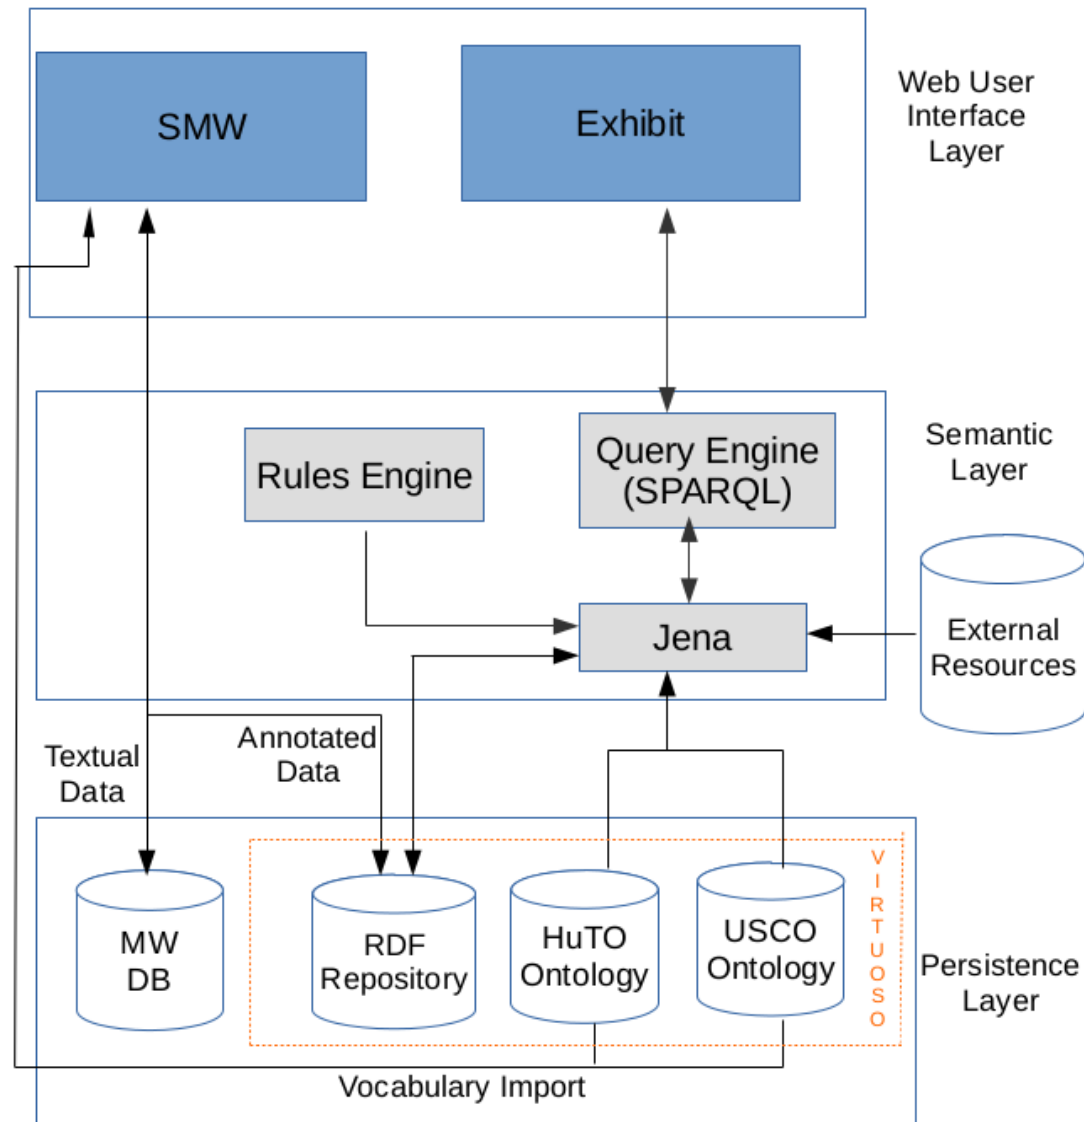 SMW
Exhibit
Web User
Interface
Layer
Rules Engine
Query Engine
(SPARQL)
Semantic
Layer
Jena
External
Resources
Textual
Data
Annotated
Data
MW
DB
RDF
Repository
HuTO
Ontology
USCO
Ontology
VIRTUOSO
Persistence
Layer
Vocabulary Import